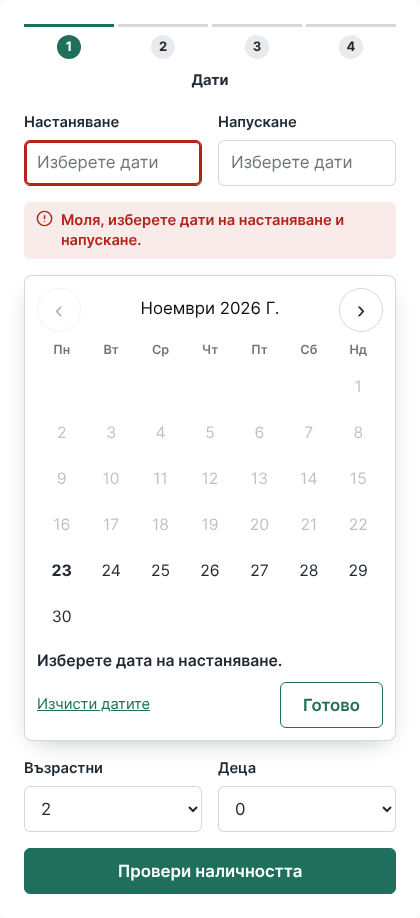 1 2 3 4
Дати
Настаняване Напускане
Изберете дати Изберете дати
Моля, изберете дати на настаняване и
напускане.
‹ Ноември 2026 Г. ›
Пн Вт Ср Чт Пт Сб Нд
1
2 3 4 5 6 7 8
9 10 11 12 13 14 15
16 17 18 19 20 21 22
23 24 25 26 27 28 29
30
Изберете дата на настаняване.
Изчисти датите Готово
Възрастни Деца
2 0
Провери наличността